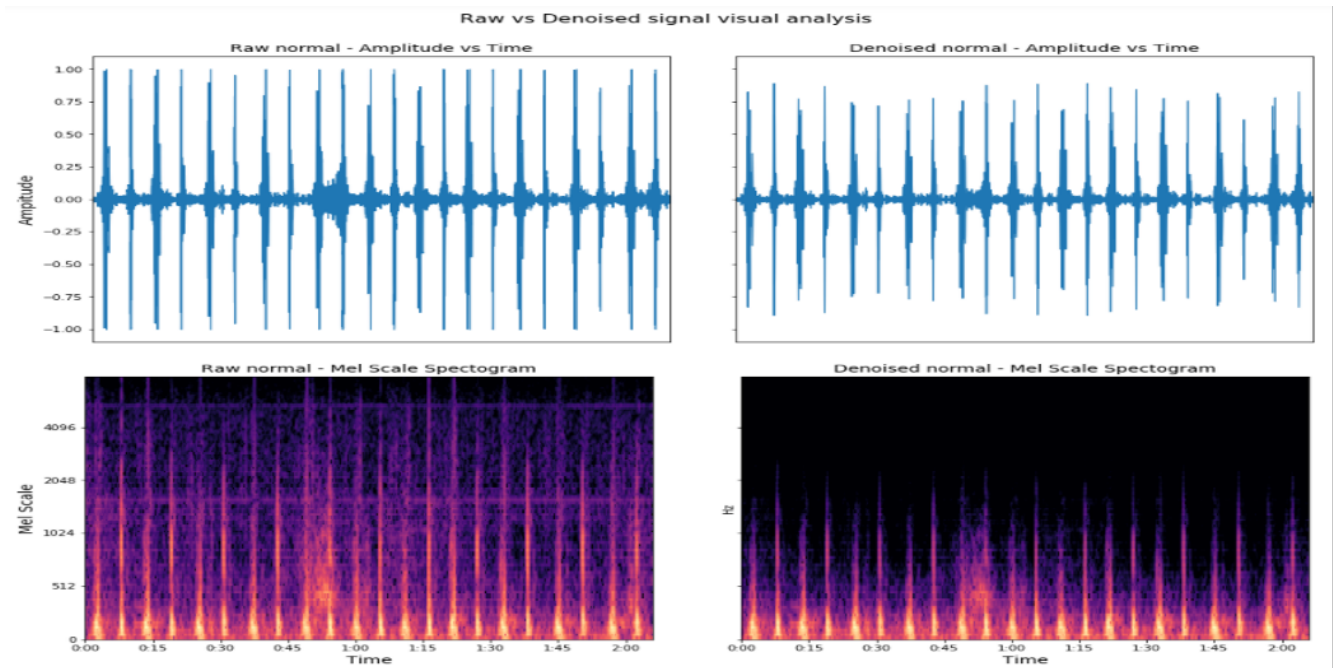 Raw vs Denoised signal visual analysis
Raw normal - Amplitude vs Time
Denoised normal - Amplitude vs Time
1.00
0.75
0.50
0.25
0.00
−0.25
−0.50
−0.75
−1.00
Ampitude
Raw normal - Mel Scale Spectogram
Denoised normal - Mel Scale Spectogram
4096
2048
1024
512
0
Mel Scale
Hz
0:00 0:15 0:30 0:45 1:00 1:15 1:30 1:45 2:00
Time
0:00 0:15 0:30 0:45 1:00 1:15 1:30 1:45 2:00
Time